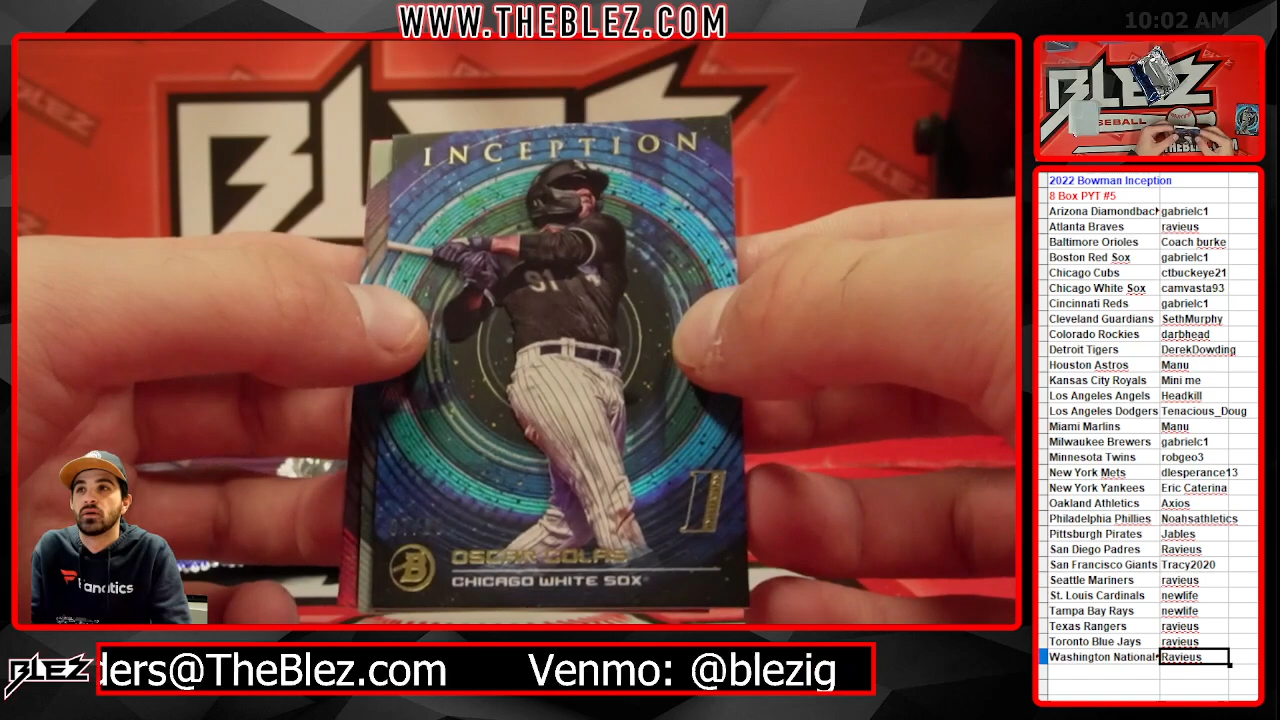 WWW.THEBLEZ.COM
10:02 AM
BLEZ
INCEPTION
91
OSCAR COLAS
CHICAGO WHITE SOX
Fanatics
BLEZ
BASEBALL
2022 Bowman Inception
8 Box PYT #5
Arizona Diamondback gabrielc1
Atlanta Braves ravieus
Baltimore Orioles Coach burke
Boston Red Sox gabrielc1
Chicago Cubs ctbuckeye21
Chicago White Sox camvasta93
Cincinnati Reds gabrielc1
Cleveland Guardians SethMurphy
Colorado Rockies darbhead
Detroit Tigers DerekDowding
Houston Astros Manu
Kansas City Royals Mini me
Los Angeles Angels Headkill
Los Angeles Dodgers Tenacious_Doug
Miami Marlins Manu
Milwaukee Brewers gabrielc1
Minnesota Twins robgeo3
New York Mets dlesperance13
New York Yankees Eric Caterina
Oakland Athletics Axios
Philadelphia Phillies Noahsathletics
Pittsburgh Pirates Jables
San Diego Padres Ravieus
San Francisco Giants Tracy2020
Seattle Mariners ravieus
St. Louis Cardinals newlife
Tampa Bay Rays newlife
Texas Rangers ravieus
Toronto Blue Jays ravieus
Washington National Ravieus
BLEZ
ders@TheBlez.com Venmo: @blezig